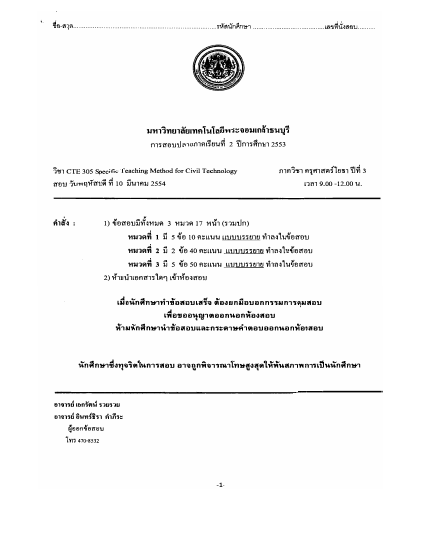 ชื่อ-สกุล..............................................................รหัสนักศึกษา ..........................................เลขที่นั่งสอบ...........
มหาวิทยาลัยเทคโนโลยีพระจอมเกล้าธนบุรี
การสอบปลายภาคเรียนที่ 2 ปีการศึกษา 2553
วิชา CTE 305 Specific Teaching Method for Civil Technology ภาควิชา ครุศาสตร์โยธา ปีที่ 3
สอบ วันพฤหัสบดี ที่ 10 มีนาคม 2554 เวลา 9.00 -12.00 น.
คำสั่ง : 1) ข้อสอบมีทั้งหมด 3 หมวด 17 หน้า (รวมปก)
หมวดที่ 1 มี 5 ข้อ 10 คะแนน แบบบรรยาย ทำลงในข้อสอบ
หมวดที่ 2 มี 2 ข้อ 40 คะแนน แบบบรรยาย ทำลงในข้อสอบ
หมวดที่ 3 มี 5 ข้อ 50 คะแนน แบบบรรยาย ทำลงในข้อสอบ
2) ห้ามนำเอกสารใดๆ เข้าห้องสอบ
เมื่อนักศึกษาทำข้อสอบเสร็จ ต้องยกมือบอกกรรมการคุมสอบ
เพื่อขออนุญาตออกนอกห้องสอบ
ห้ามนักศึกษานำข้อสอบและกระดาษคำตอบออกนอกห้องสอบ
นักศึกษาซึ่งทุจริตในการสอบ อาจถูกพิจารณาโทษสูงสุดให้พ้นสภาพการเป็นนักศึกษา
อาจารย์ เอกรัตน์ รวยรวย
อาจารย์ อินทร์ธิรา คำภีระ
ผู้ออกข้อสอบ
โทร 470-8532
-1-